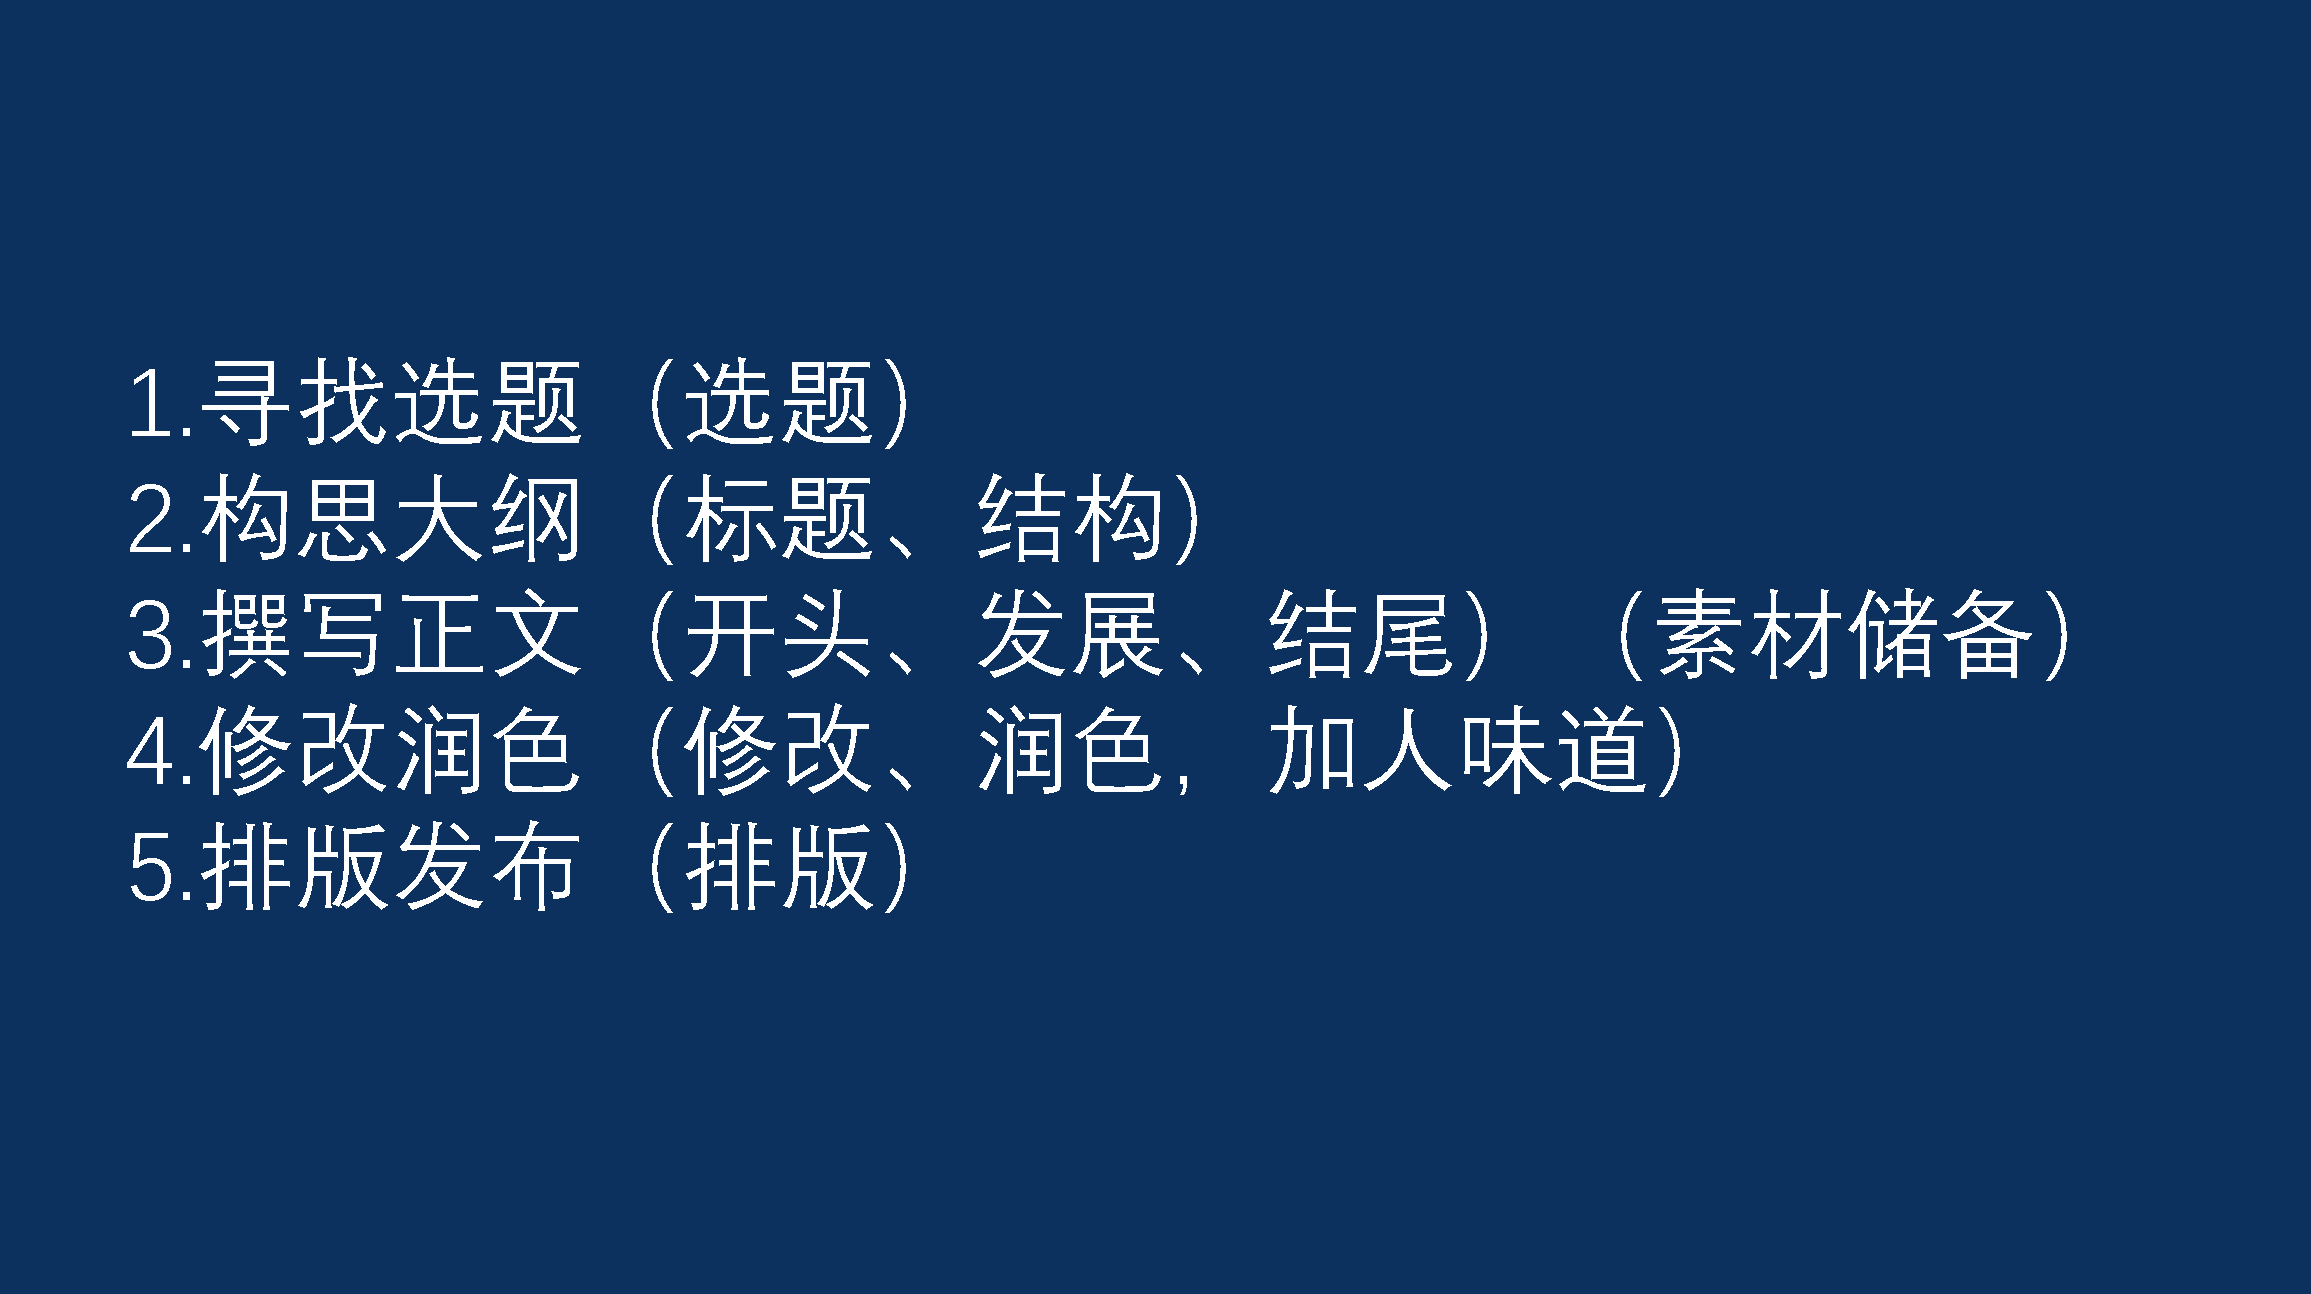 1.寻找选题（选题）
2.构思大纲（标题、结构）
3.撰写正文（开头、发展、结尾）（素材储备）
4.修改润色（修改、润色，加人味道）
5.排版发布（排版）